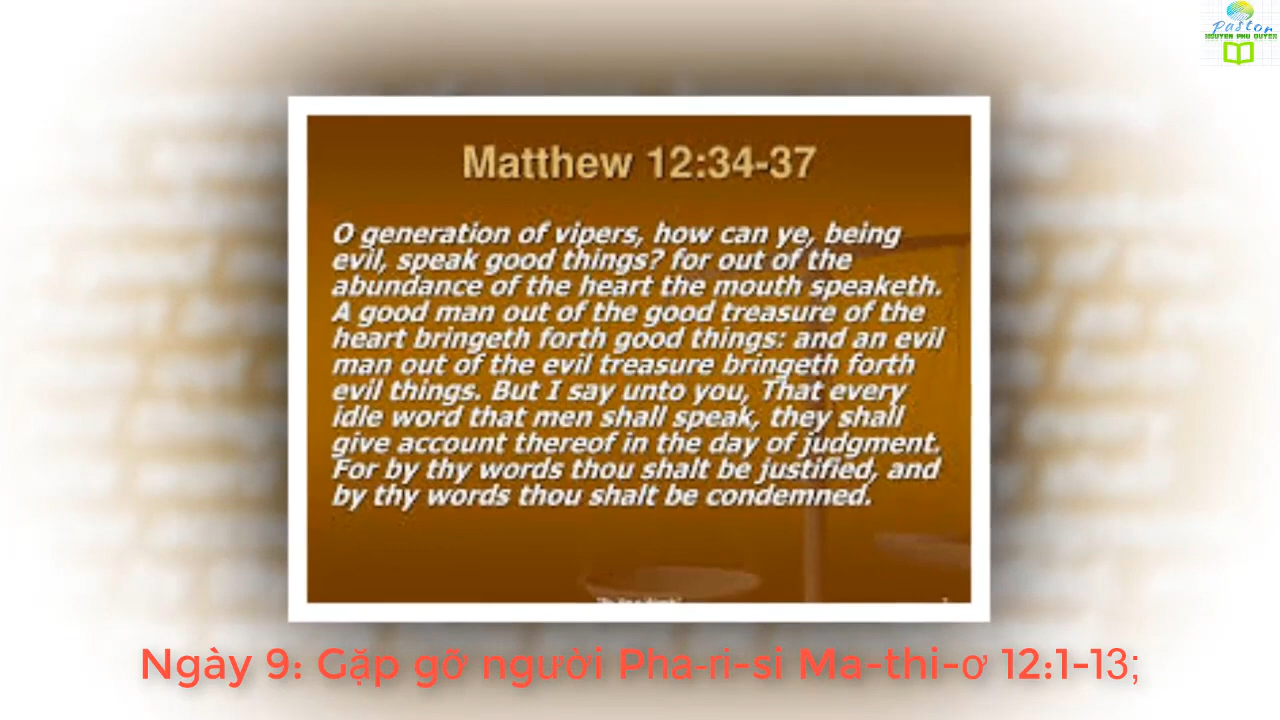 Pastor
NGUYEN PHU QUYEN
Matthew 12:34-37
O generation of vipers, how can ye, being
evil, speak good things? for out of the
abundance of the heart the mouth speaketh.
A good man out of the good treasure of the
heart bringeth forth good things: and an evil
man out of the evil treasure bringeth forth
evil things. But I say unto you, That every
idle word that men shall speak, they shall
give account thereof in the day of judgment.
For by thy words thou shalt be justified, and
by thy words thou shalt be condemned.
Ngày 9: Gặp gỡ người Pha-ri-si Ma-thi-ơ 12:1-13;